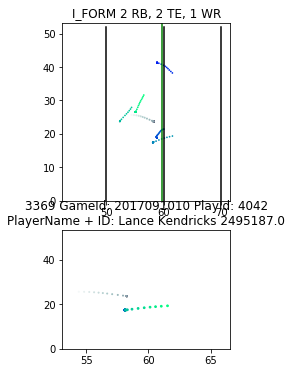 I_FORM 2 RB, 2 TE, 1 WR
50
40
30
20
10
0
50 60 70
3369 GameId: 2017091010 PlayId: 4042
PlayerName + ID: Lance Kendricks 2495187.0
40
20
0
55 60 65